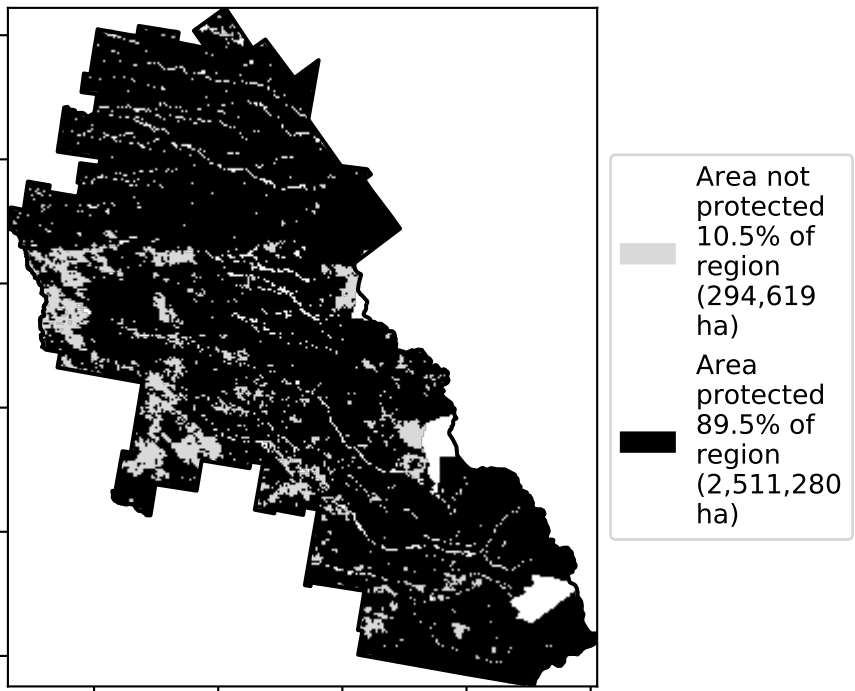 Area not
protected
10.5% of
region
(294,619
ha)
Area
protected
89.5% of
region
(2,511,280
ha)